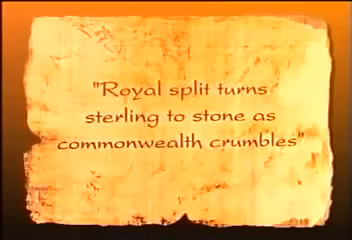 "Royal split turns
sterling to stone as
commonwealth crumbles"